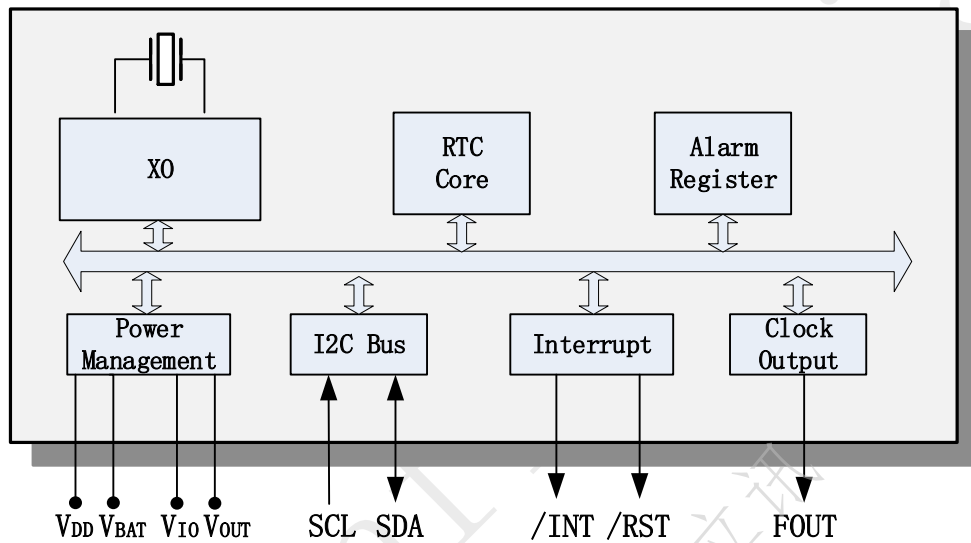 XO
RTC
Core
Alarm
Register
Power
Management
I2C Bus
Interrupt
Clock
Output
VDD VBAT VIO VOUT SCL SDA /INT /RST FOUT